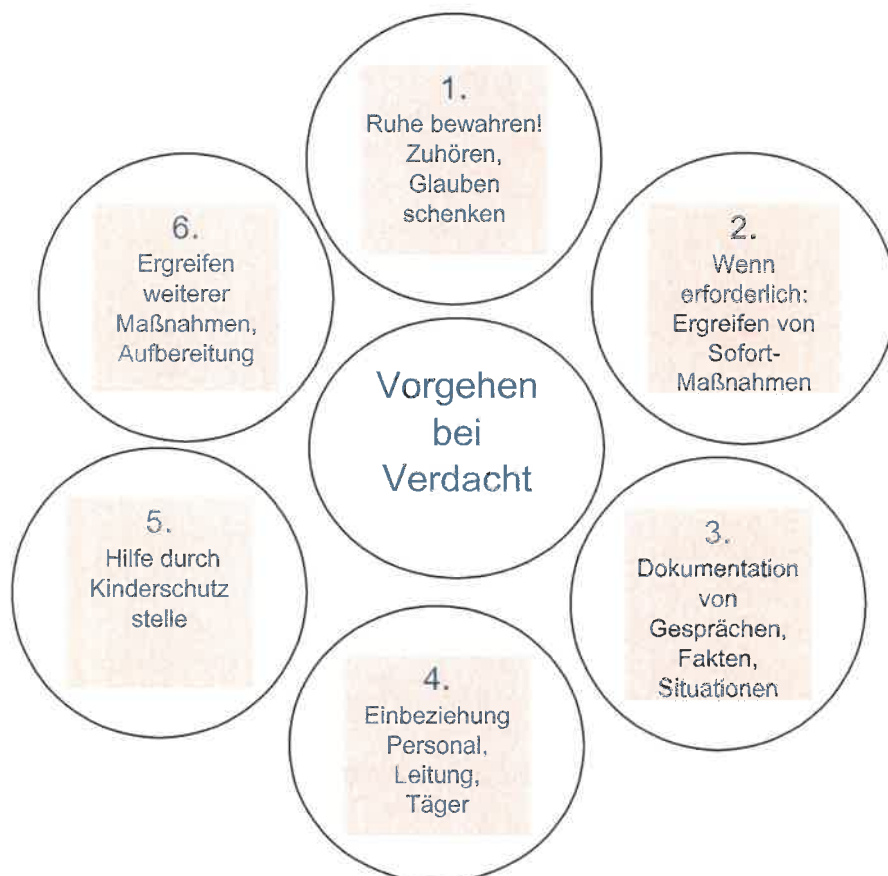 1.
Ruhe bewahren!
Zuhören,
Glauben
schenken
2.
Wenn
erforderlich:
Ergreifen von
Sofort-
Maßnahmen
3.
Dokumentation
von
Gesprächen,
Fakten,
Situationen
4.
Einbeziehung
Personal,
Leitung,
Täger
5.
Hilfe durch
Kinderschutz
stelle
6.
Ergreifen
weiterer
Maßnahmen,
Aufbereitung
Vorgehen
bei
Verdacht